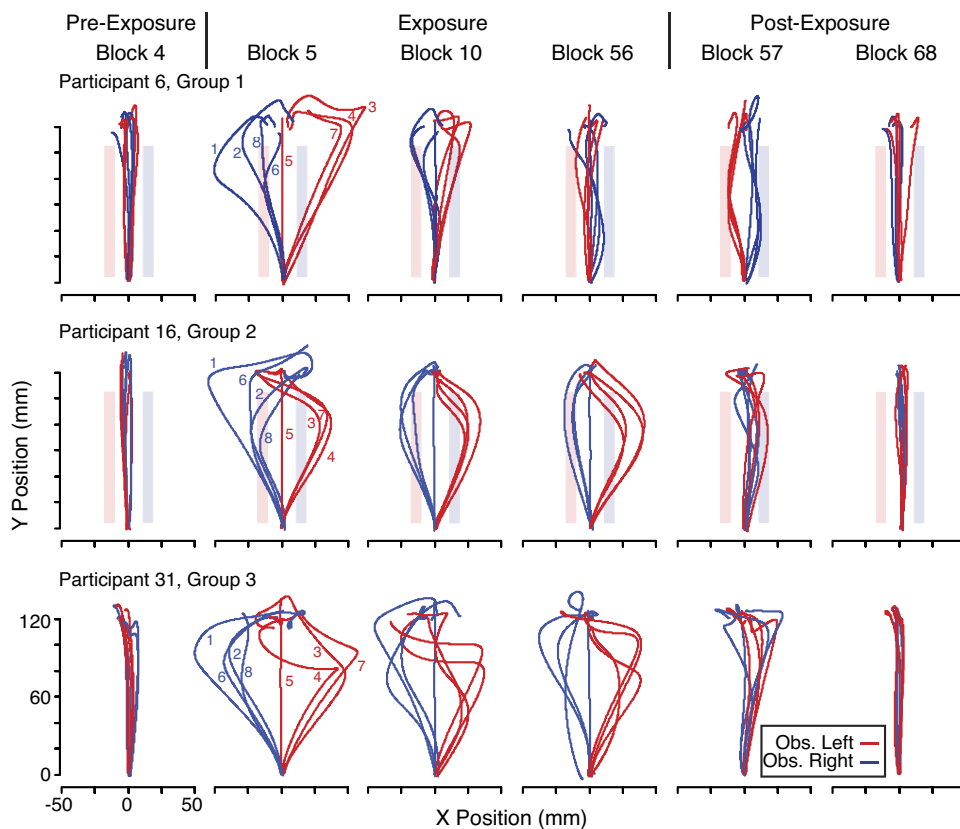 Pre-Exposure Exposure Post-Exposure
Block 4 Block 5 Block 10 Block 56 Block 57 Block 68
Participant 6, Group 1
1 2 8 6 5 7 4 3
Participant 16, Group 2
1 6 2 8 5 3 7 4
Participant 31, Group 3
1 2 6 8 5 4 3 7
120
60
0
-50 0 50
Y Position (mm)
X Position (mm)
Obs. Left
Obs. Right